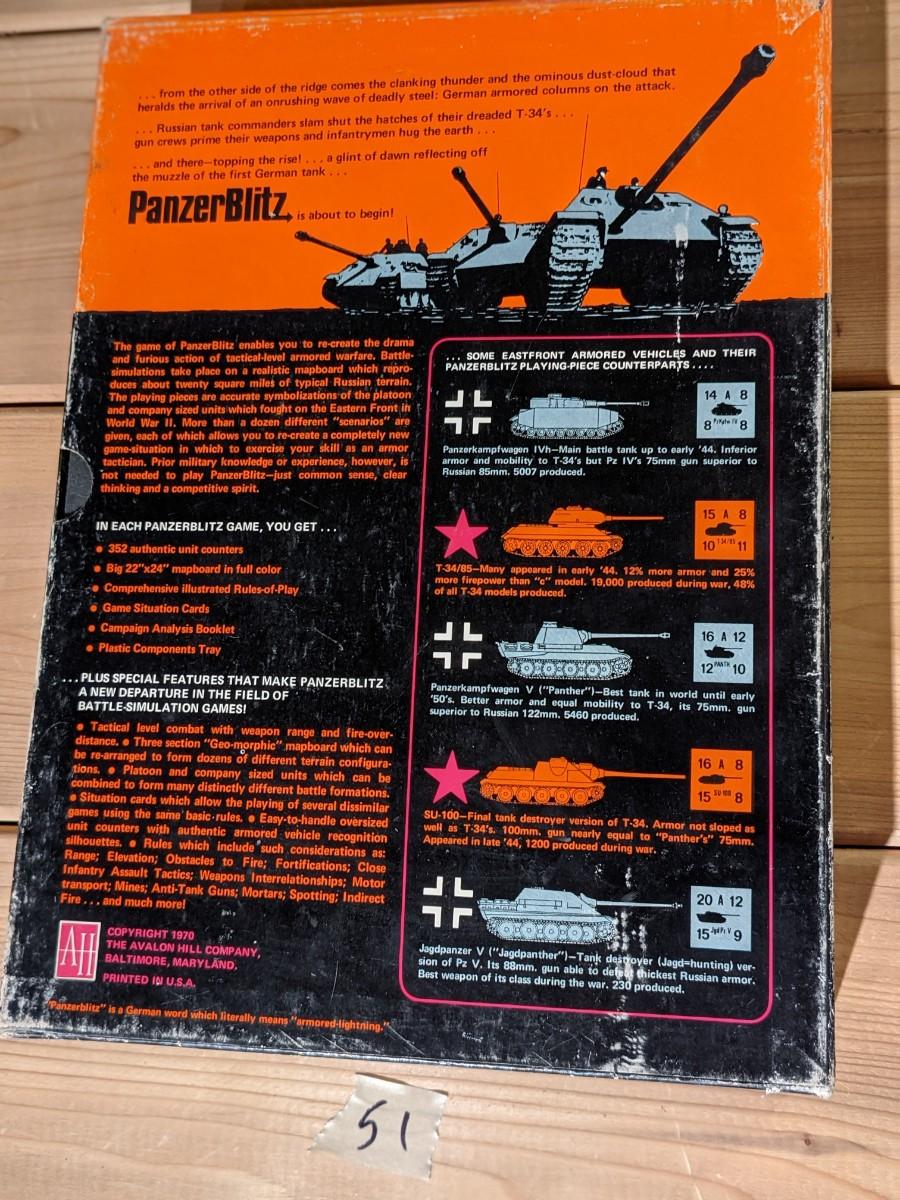 . . . from the other side of the ridge comes the clanking thunder and the ominous dust-cloud that
heralds the arrival of an onrushing wave of deadly steel: German armored columns on the attack.
. . . Russian tank commanders slam shut the hatches of their dreaded T-34's . . .
gun crews prime their weapons and infantrymen hug the earth . . .
. . . and there—topping the rise! . . . a glint of dawn reflecting off
the muzzle of the first German tank . . .
PanzerBlitz is about to begin!
The game of PanzerBlitz enables you to re-create the drama
and furious action of tactical-level armored warfare. Battle-
simulations take place on a realistic mapboard which repro-
duces about twenty square miles of typical Russian terrain.
The playing pieces are accurate symbolizations of the platoon
and company sized units which fought on the Eastern Front in
World War II. More than a dozen different "scenarios" are
given, each of which allows you to re-create a completely new
game-situation in which to exercise your skill as an armor
tactician. Prior military knowledge or experience, however, is
not needed to play PanzerBlitz—just common sense, clear
thinking and a competitive spirit.
IN EACH PANZERBLITZ GAME, YOU GET . . .
● 352 authentic unit counters
● Big 22"x24" mapboard in full color
● Comprehensive illustrated Rules-of-Play
● Game Situation Cards
● Campaign Analysis Booklet
● Plastic Components Tray
. . . PLUS SPECIAL FEATURES THAT MAKE PANZERBLITZ
A NEW DEPARTURE IN THE FIELD OF
BATTLE-SIMULATION GAMES!
● Tactical level combat with weapon range and fire-over-
distance. ● Three section "Geo-morphic" mapboard which can
be re-arranged to form dozens of different terrain configura-
tions. ● Platoon and company sized units which can be
combined to form many distinctly different battle formations.
● Situation cards which allow the playing of several dissimilar
games using the same basic rules. ● Easy-to-handle oversized
unit counters with authentic armored vehicle recognition
silhouettes. ● Rules which include such considerations as:
Range; Elevation; Obstacles to Fire; Fortifications; Close
Infantry Assault Tactics; Weapons Interrelationships; Motor
transport; Mines; Anti-Tank Guns; Mortars; Spotting; Indirect
Fire . . . and much more!
AH
COPYRIGHT 1970
THE AVALON HILL COMPANY,
BALTIMORE, MARYLAND.
PRINTED IN U.S.A.
"Panzerblitz" is a German word which literally means "armored-lightning."
. . . SOME EASTFRONT ARMORED VEHICLES AND THEIR
PANZERBLITZ PLAYING-PIECE COUNTERPARTS . . . .
14 A 8
PzKpfw IV
8 8
Panzerkampfwagen IVh—Main battle tank up to early '44. Inferior
armor and mobility to T-34's but Pz IV's 75mm gun superior to
Russian 85mm. 5007 produced.
15 A 8
T-34/85
10 11
T-34/85—Many appeared in early '44. 12% more armor and 25%
more firepower than "c" model. 19,000 produced during war, 48%
of all T-34 models produced.
16 A 12
PANTH
12 10
Panzerkampfwagen V ("Panther")—Best tank in world until early
'50's. Better armor and equal mobility to T-34, its 75mm. gun
superior to Russian 122mm. 5460 produced.
16 A 8
SU-100
15 8
SU-100—Final tank destroyer version of T-34. Armor not sloped as
well as T-34's. 100mm. gun nearly equal to "Panther's" 75mm.
Appeared in late '44, 1200 produced during war.
20 A 12
JgdPz V
15 9
Jagdpanzer V ("Jagdpanther")—Tank destroyer (Jagd=hunting) ver-
sion of Pz V. Its 88mm. gun able to defeat thickest Russian armor.
Best weapon of its class during the war. 230 produced.
51